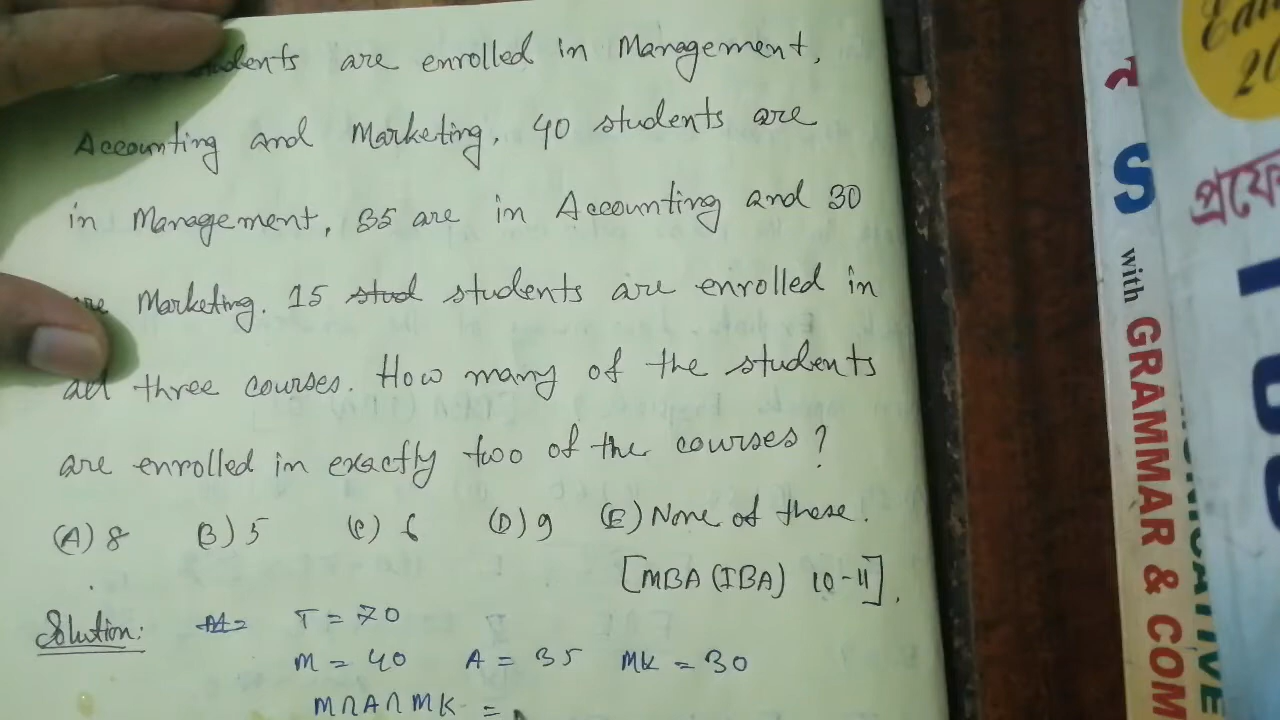 are enrolled in Management,
Accounting and Marketing. 40 students are
in Management, 35 are in Accounting and 30
Marketing. 15 stud students are enrolled in
all three courses. How many of the students
are enrolled in exactly two of the courses?
(A) 8 (B) 5 (C) 6 (D) 9 (E) None of these.
[MBA (IBA) 10-11].
Solution: M= T = 70
M = 40 A = 35 MK = 30
M∩A∩MK =
S
with
GRAMMAR & COM